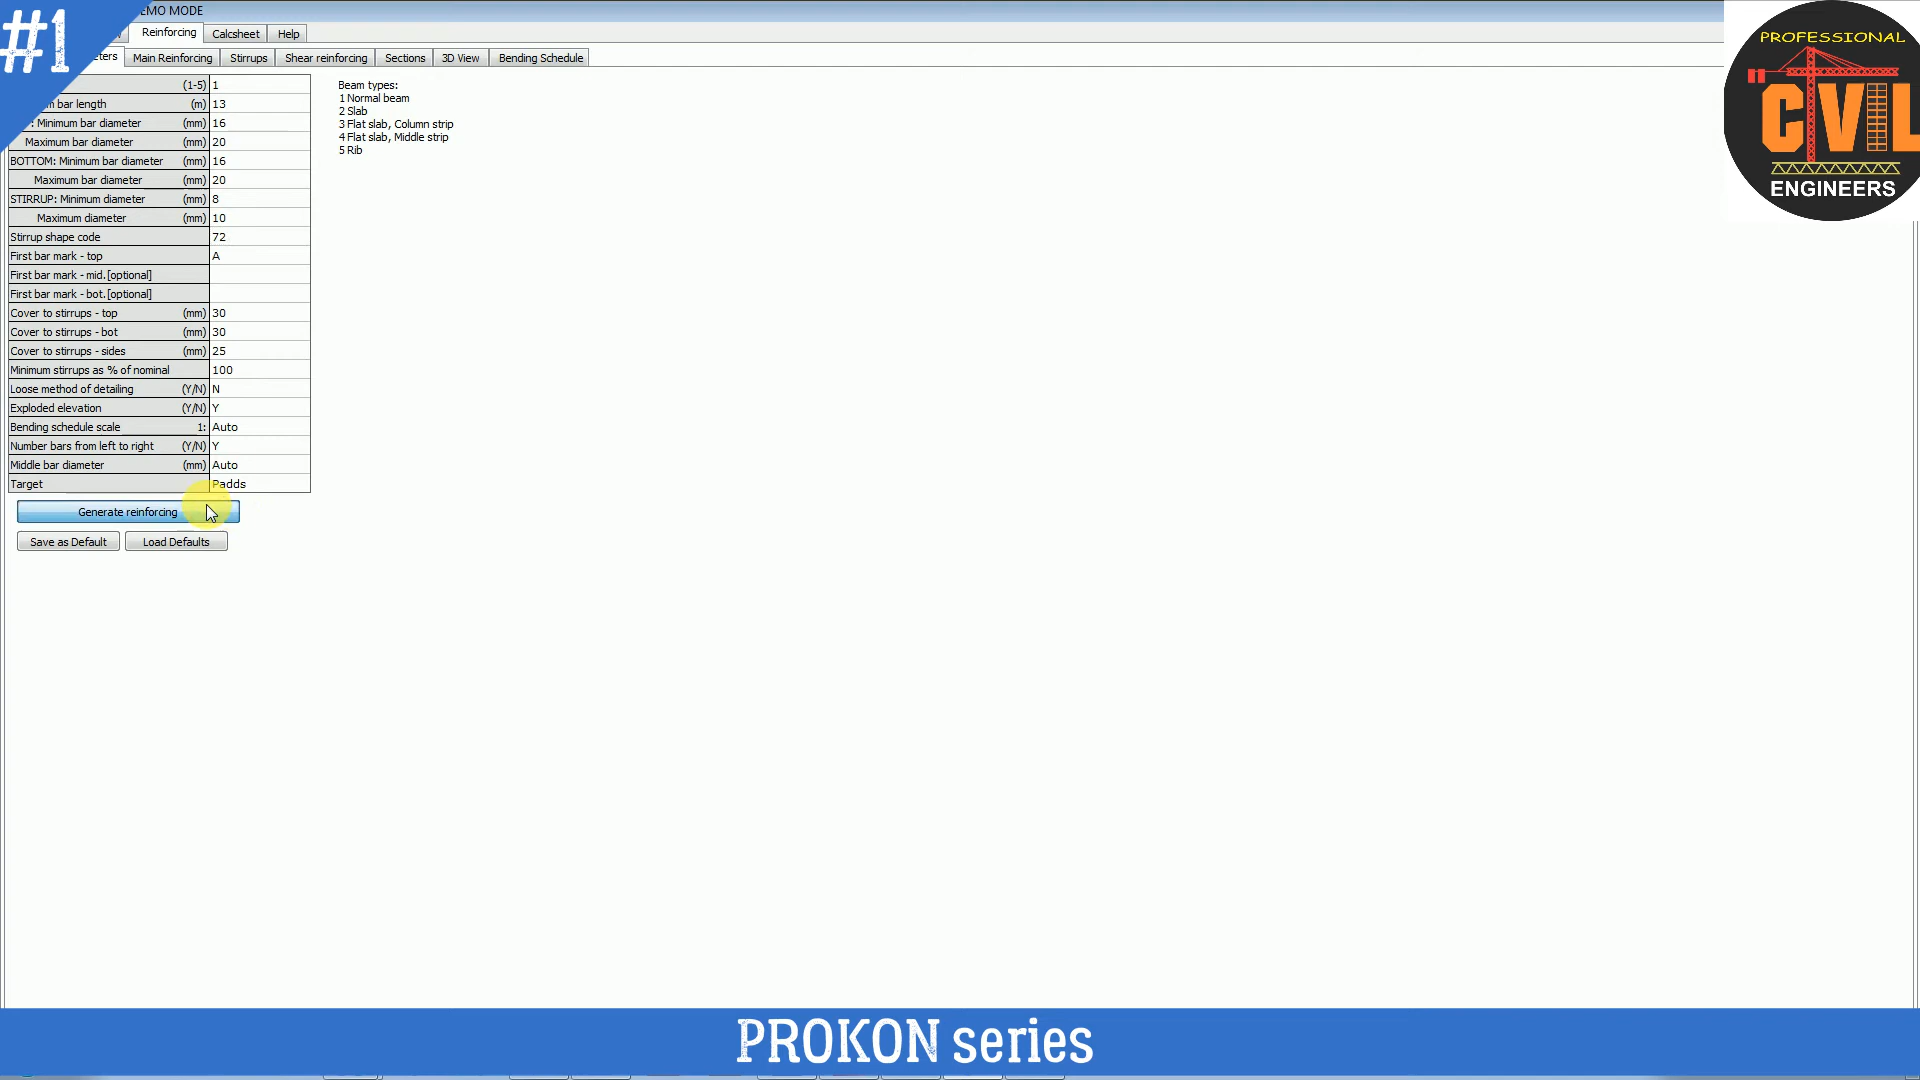 #1
EMO MODE
Reinforcing Calcsheet Help
Main Reinforcing Stirrups Shear reinforcing Sections 3D View Bending Schedule
(1-5) 1
bar length (m) 13
: Minimum bar diameter (mm) 16
Maximum bar diameter (mm) 20
BOTTOM: Minimum bar diameter (mm) 16
Maximum bar diameter (mm) 20
STIRRUP: Minimum diameter (mm) 8
Maximum diameter (mm) 10
Stirrup shape code 72
First bar mark - top A
First bar mark - mid.[optional]
First bar mark - bot.[optional]
Cover to stirrups - top (mm) 30
Cover to stirrups - bot (mm) 30
Cover to stirrups - sides (mm) 25
Minimum stirrups as % of nominal 100
Loose method of detailing (Y/N) N
Exploded elevation (Y/N) Y
Bending schedule scale 1: Auto
Number bars from left to right (Y/N) Y
Middle bar diameter (mm) Auto
Target Padds
Generate reinforcing
Save as Default Load Defaults
Beam types:
1 Normal beam
2 Slab
3 Flat slab, Column strip
4 Flat slab, Middle strip
5 Rib
PROFESSIONAL
CIVIL
ENGINEERS
PROKON series